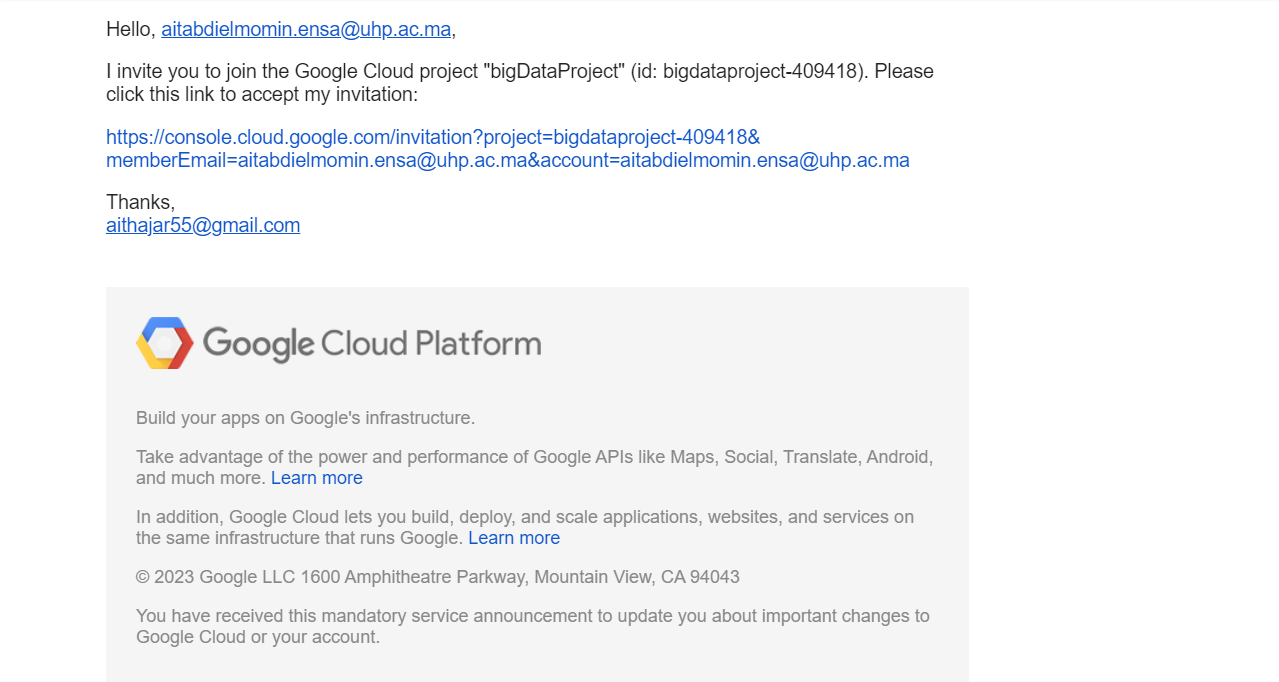 Hello, aitabdielmomin.ensa@uhp.ac.ma,
I invite you to join the Google Cloud project "bigDataProject" (id: bigdataproject-409418). Please
click this link to accept my invitation:
https://console.cloud.google.com/invitation?project=bigdataproject-409418&
memberEmail=aitabdielmomin.ensa@uhp.ac.ma&account=aitabdielmomin.ensa@uhp.ac.ma
Thanks,
aithajar55@gmail.com
Google Cloud Platform
Build your apps on Google's infrastructure.
Take advantage of the power and performance of Google APIs like Maps, Social, Translate, Android,
and much more. Learn more
In addition, Google Cloud lets you build, deploy, and scale applications, websites, and services on
the same infrastructure that runs Google. Learn more
© 2023 Google LLC 1600 Amphitheatre Parkway, Mountain View, CA 94043
You have received this mandatory service announcement to update you about important changes to
Google Cloud or your account.